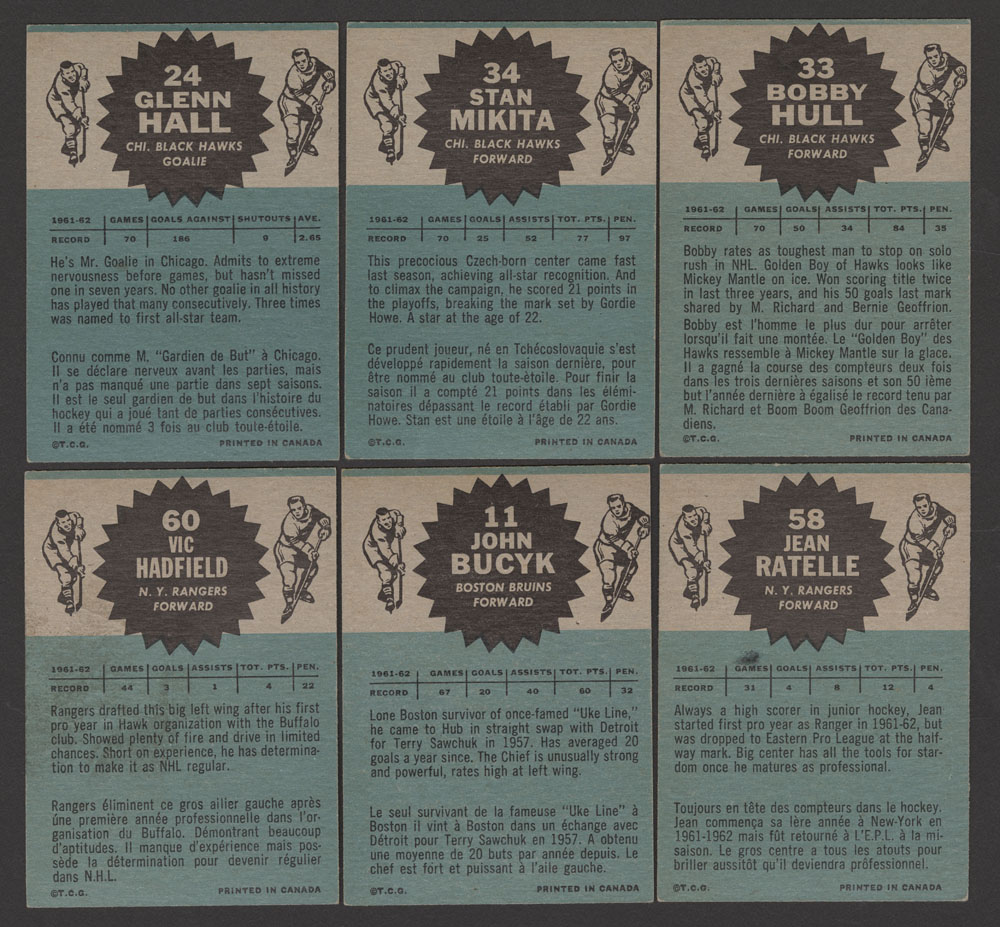 24
GLENN
HALL
CHI. BLACK HAWKS
GOALIE
1961-62 GAMES GOALS AGAINST SHUTOUTS AVE.
RECORD 70 186 9 2.65
He's Mr. Goalie in Chicago. Admits to extreme
nervousness before games, but hasn't missed
one in seven years. No other goalie in all history
has played that many consecutively. Three times
was named to first all-star team.
Connu comme M. "Gardien de But" à Chicago.
Il se déclare nerveux avant les parties, mais
n'a pas manqué une partie dans sept saisons.
Il est le seul gardien de but dans l'histoire du
hockey qui a joué tant de parties consécutives.
Il a été nommé 3 fois au club toute-étoile.
©T.C.G. PRINTED IN CANADA
34
STAN
MIKITA
CHI. BLACK HAWKS
FORWARD
1961-62 GAMES GOALS ASSISTS TOT. PTS. PEN.
RECORD 70 25 52 77 97
This precocious Czech-born center came fast
last season, achieving all-star recognition. And
to climax the campaign, he scored 21 points in
the playoffs, breaking the mark set by Gordie
Howe. A star at the age of 22.
Ce prudent joueur, né en Tchécoslovaquie s'est
développé rapidement la saison dernière, pour
être nommé au club toute-étoile. Pour finir la
saison il a compté 21 points dans les élémi-
natoires dépassant le record établi par Gordie
Howe. Stan est une étoile à l'âge de 22 ans.
©T.C.G. PRINTED IN CANADA
33
BOBBY
HULL
CHI. BLACK HAWKS
FORWARD
1961-62 GAMES GOALS ASSISTS TOT. PTS. PEN.
RECORD 70 50 34 84 35
Bobby rates as toughest man to stop on solo
rush in NHL. Golden Boy of Hawks looks like
Mickey Mantle on ice. Won scoring title twice
in last three years, and his 50 goals last mark
shared by M. Richard and Bernie Geoffrion.
Bobby est l'homme le plus dur pour arrêter
lorsqu'il fait une montée. Le "Golden Boy" des
Hawks ressemble à Mickey Mantle sur la glace.
Il a gagné la course des compteurs deux fois
dans les trois dernières saisons et son 50 ième
but l'année dernière à égalisé le record tenu par
M. Richard et Boom Boom Geoffrion des Cana-
diens.
©T.C.G. PRINTED IN CANADA
60
VIC
HADFIELD
N. Y. RANGERS
FORWARD
1961-62 GAMES GOALS ASSISTS TOT. PTS. PEN.
RECORD 44 3 1 4 22
Rangers drafted this big left wing after his first
pro year in Hawk organization with the Buffalo
club. Showed plenty of fire and drive in limited
chances. Short on experience, he has determina-
tion to make it as NHL regular.
Rangers éliminent ce gros ailier gauche après
úne première année professionnelle dans l'or-
ganisation du Buffalo. Démontrant beaucoup
d'aptitudes. Il manque d'expérience mais pos-
sède la détermination pour devenir régulier
dans N.H.L.
©T.C.G. PRINTED IN CANADA
11
JOHN
BUCYK
BOSTON BRUINS
FORWARD
1961-62 GAMES GOALS ASSISTS TOT. PTS. PEN.
RECORD 67 20 40 60 32
Lone Boston survivor of once-famed "Uke Line,"
he came to Hub in straight swap with Detroit
for Terry Sawchuk in 1957. Has averaged 20
goals a year since. The Chief is unusually strong
and powerful, rates high at left wing.
Le seul survivant de la fameuse "Uke Line" à
Boston il vint à Boston dans un échange avec
Détroit pour Terry Sawchuk en 1957. A obtenu
une moyenne de 20 buts par année depuis. Le
chef est fort et puissant à l'aile gauche.
©T.C.G. PRINTED IN CANADA
58
JEAN
RATELLE
N. Y. RANGERS
FORWARD
1961-62 GAMES GOALS ASSISTS TOT. PTS. PEN.
RECORD 31 4 8 12 4
Always a high scorer in junior hockey, Jean
started first pro year as Ranger in 1961-62, but
was dropped to Eastern Pro League at the half-
way mark. Big center has all the tools for star-
dom once he matures as professional.
Toujours en tête des compteurs dans le hockey.
Jean commença sa lère année à New-York en
1961-1962 mais fût retourné à L'E.P.L. à la mi-
saison. Le gros centre a tous les atouts pour
briller aussitôt qu'il deviendra prôfessionnel.
©T.C.G. PRINTED IN CANADA